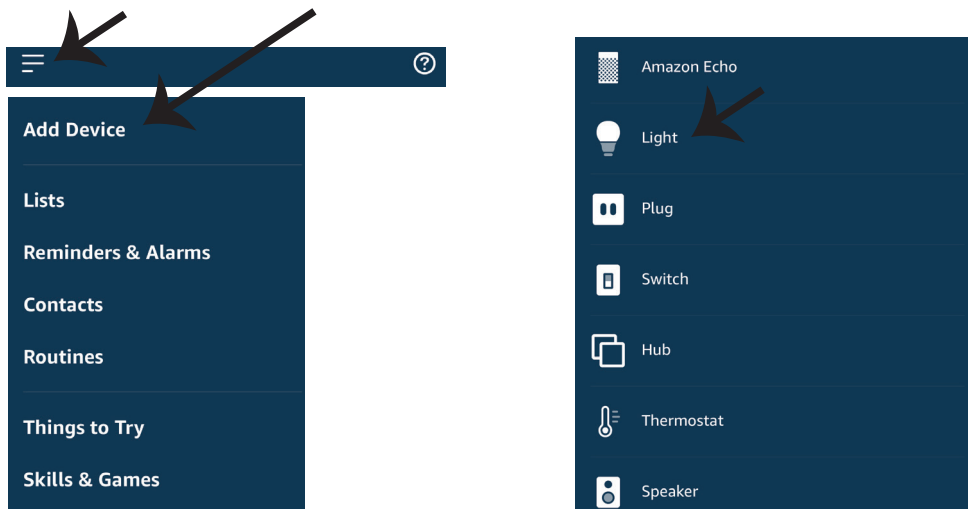 ?
Add Device
Lists
Reminders & Alarms
Contacts
Routines
Things to Try
Skills & Games
Amazon Echo
Light
Plug
Switch
Hub
Thermostat
Speaker